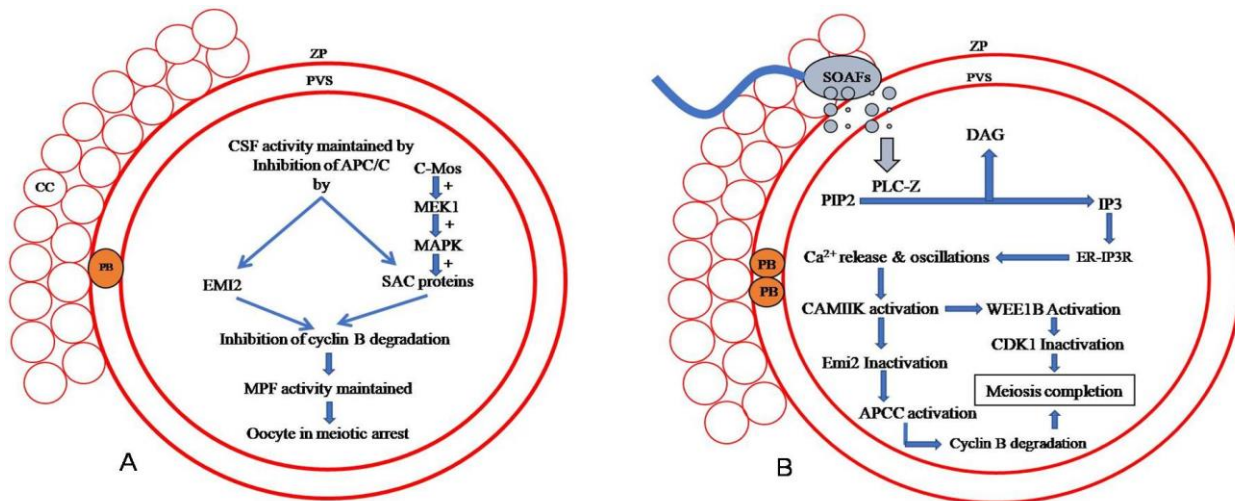 ZP
PVS
CSF activity maintained by
Inhibition of APC/C
by
C-Mos
+
MEK1
+
MAPK
+
SAC proteins
EMI2
CC
PB
Inhibition of cyclin B degradation
MPF activity maintained
Oocyte in meiotic arrest
A
ZP
SOAFs
PVS
DAG
PLC-Z
PIP2
IP3
PB
PB
Ca²⁺ release & oscillations
ER-IP3R
CAMIIK activation
WEE1B Activation
CDK1 Inactivation
Emi2 Inactivation
Meiosis completion
APCC activation
Cyclin B degradation
B